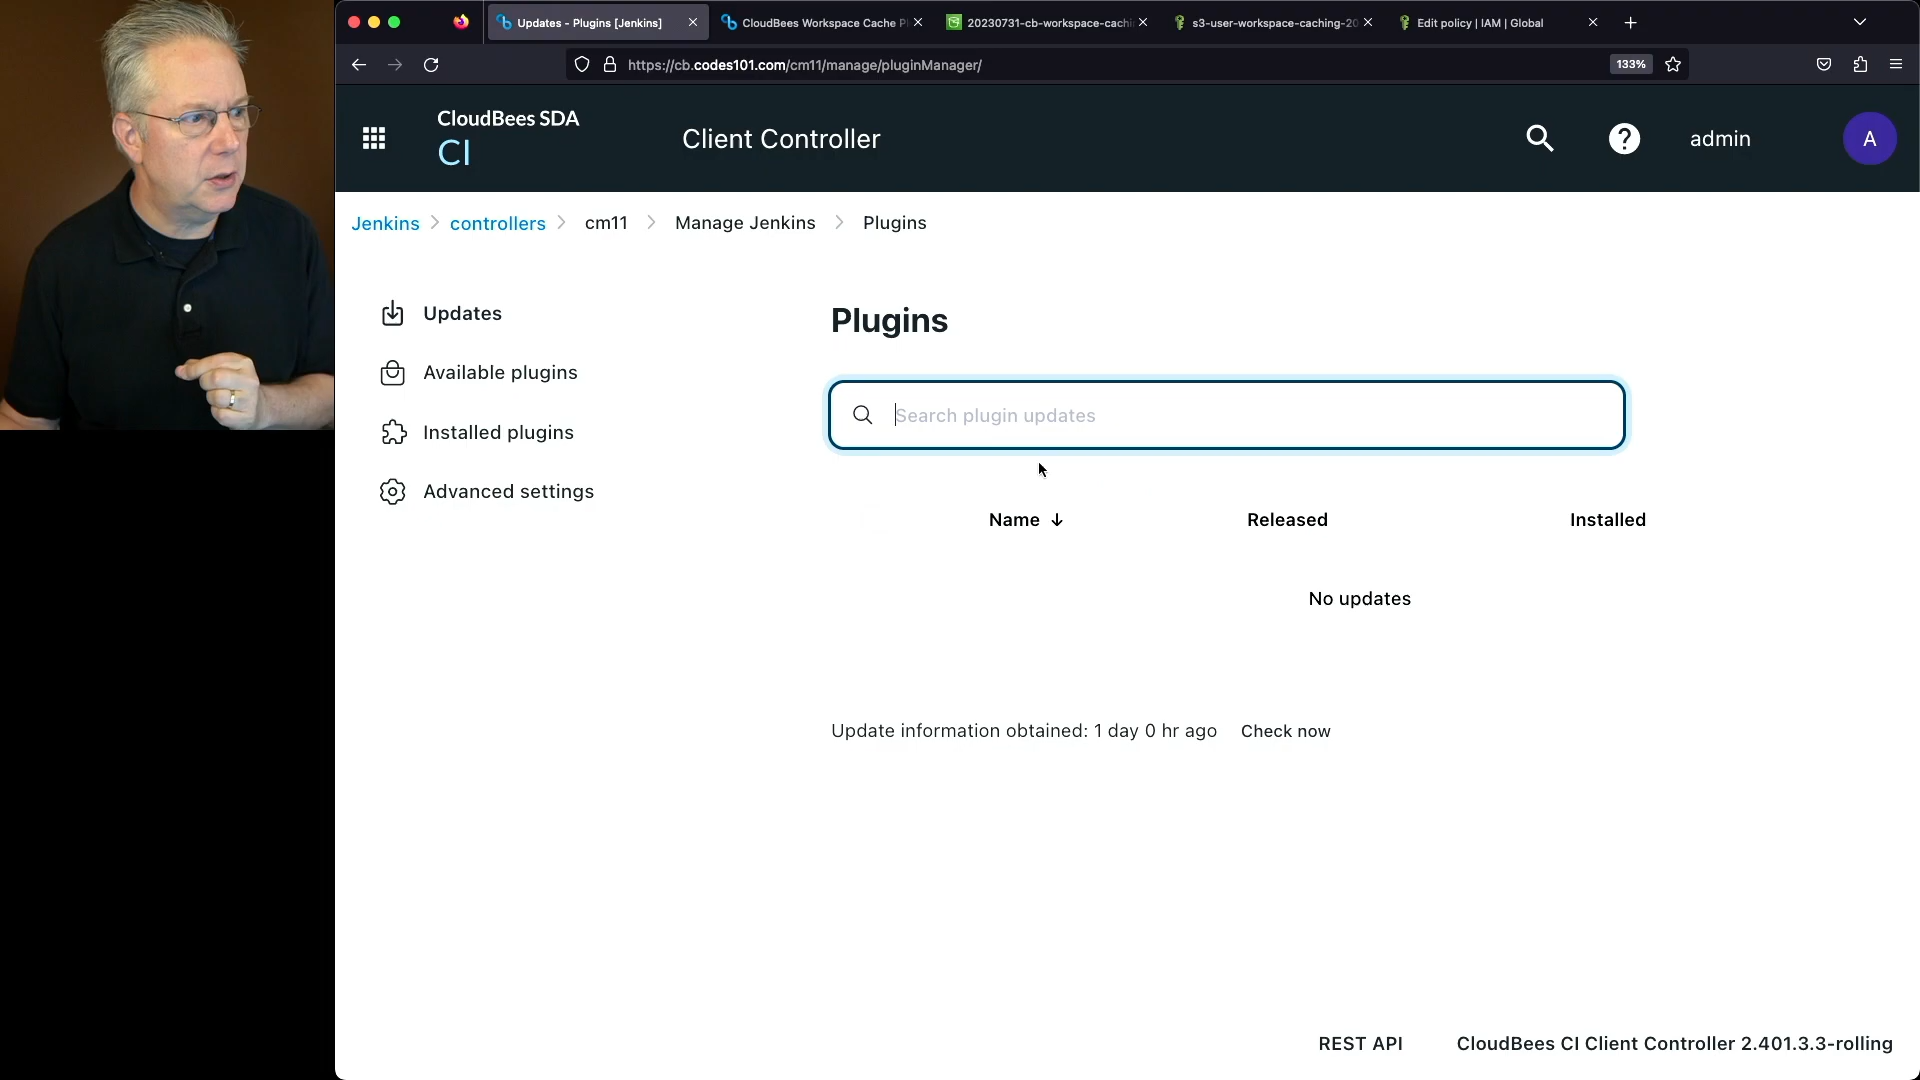 Updates - Plugins [Jenkins]
CloudBees Workspace Cache P
20230731-cb-workspace-cachi
s3-user-workspace-caching-20
Edit policy | IAM | Global
https://cb.codes101.com/cm11/manage/pluginManager/
133%
CloudBees SDA
CI
Client Controller
admin
A
Jenkins
controllers
cm11
Manage Jenkins
Plugins
Updates
Available plugins
Installed plugins
Advanced settings
Plugins
Search plugin updates
Name ↓
Released
Installed
No updates
Update information obtained: 1 day 0 hr ago
Check now
REST API
CloudBees CI Client Controller 2.401.3.3-rolling